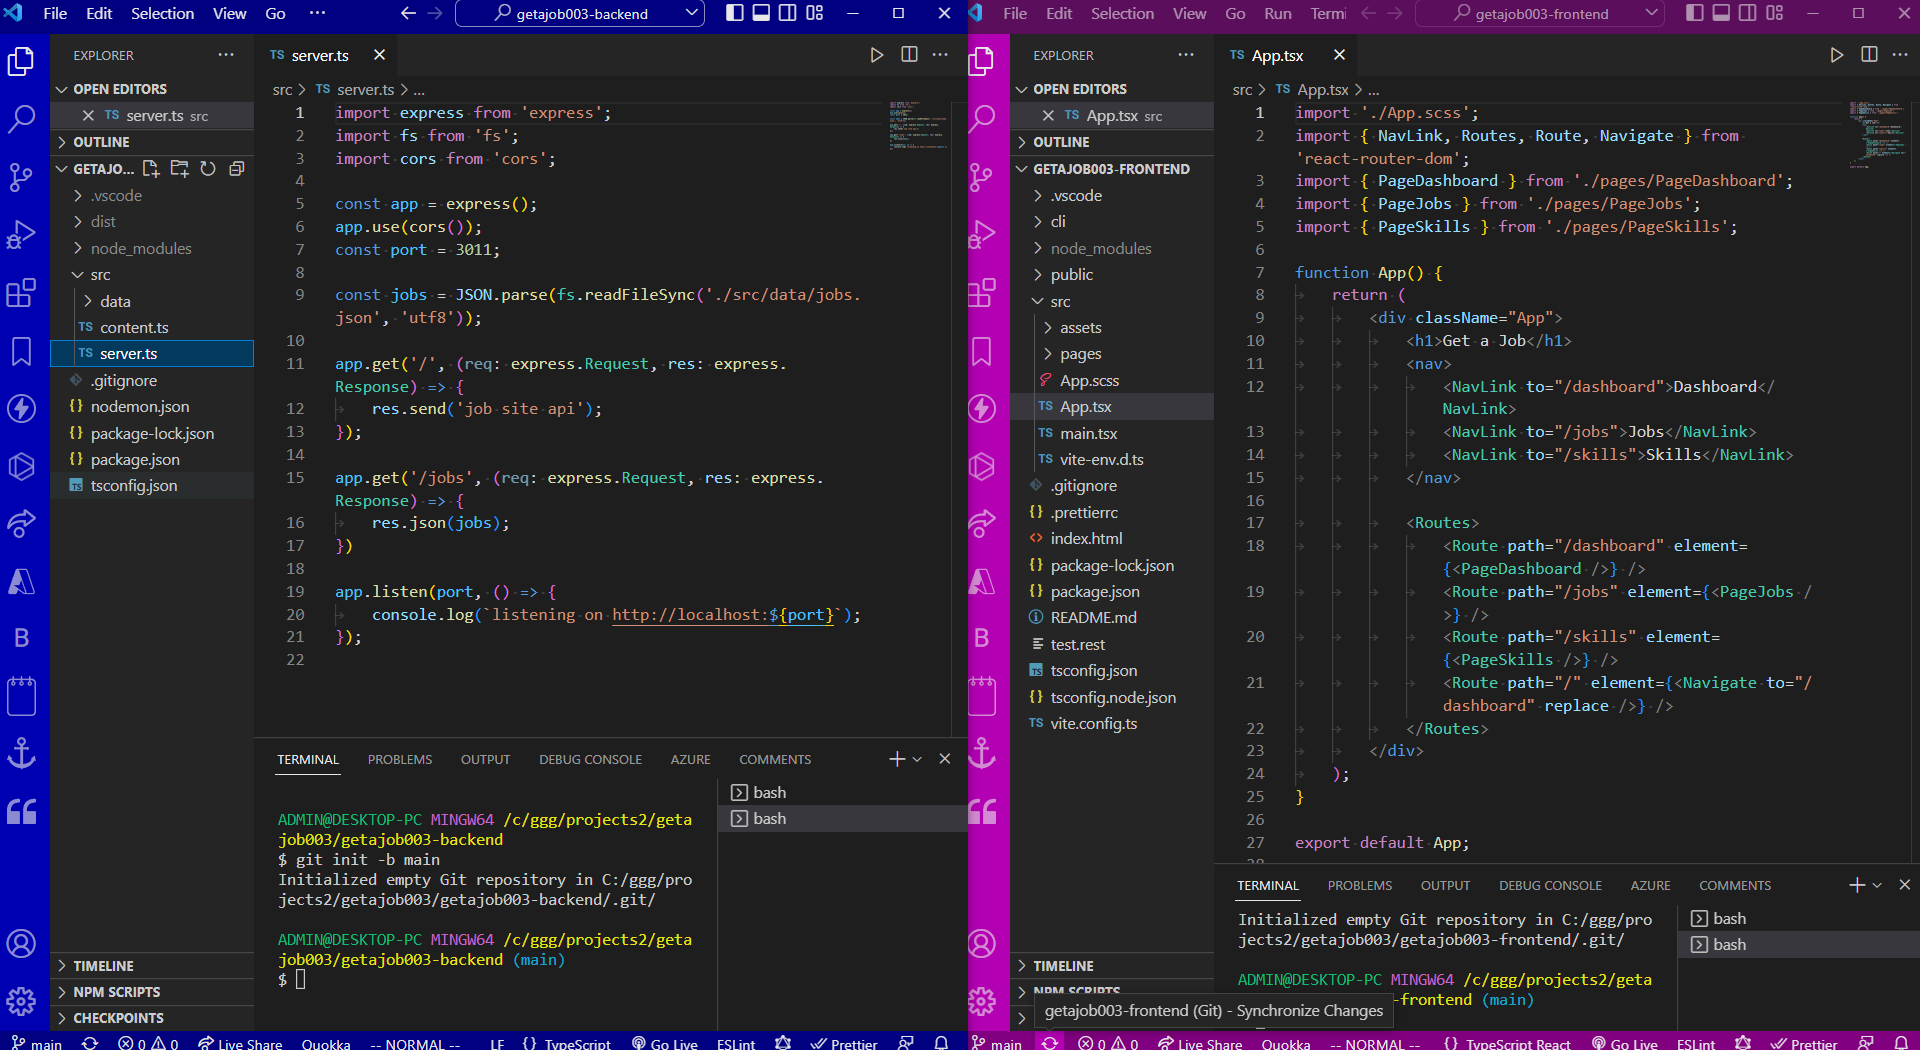 File Edit Selection View Go ··· getajob003-backend
EXPLORER ···
OPEN EDITORS
TS server.ts src
OUTLINE
GETAJO...
.vscode
dist
node_modules
src
data
TS content.ts
TS server.ts
.gitignore
{} nodemon.json
{} package-lock.json
{} package.json
TS tsconfig.json
TIMELINE
NPM SCRIPTS
CHECKPOINTS
TS server.ts
src > TS server.ts > ...
1 import express from 'express';
2 import fs from 'fs';
3 import cors from 'cors';
4
5 const app = express();
6 app.use(cors());
7 const port = 3011;
8
9 const jobs = JSON.parse(fs.readFileSync('./src/data/jobs.
json', 'utf8'));
10
11 app.get('/', (req: express.Request, res: express.
Response) => {
12 res.send('job site api');
13 });
14
15 app.get('/jobs', (req: express.Request, res: express.
Response) => {
16 res.json(jobs);
17 })
18
19 app.listen(port, () => {
20 console.log(`listening on http://localhost:${port}`);
21 });
22
TERMINAL PROBLEMS OUTPUT DEBUG CONSOLE AZURE COMMENTS
ADMIN@DESKTOP-PC MINGW64 /c/ggg/projects2/geta
job003/getajob003-backend
$ git init -b main
Initialized empty Git repository in C:/ggg/pro
jects2/getajob003/getajob003-backend/.git/
ADMIN@DESKTOP-PC MINGW64 /c/ggg/projects2/geta
job003/getajob003-backend (main)
$
bash
bash
main 0 0 Live Share Quokka -- NORMAL -- LF {} TypeScript Go Live ESLint Prettier
File Edit Selection View Go Run Termi getajob003-frontend
EXPLORER ···
OPEN EDITORS
TS App.tsx src
OUTLINE
GETAJOB003-FRONTEND
.vscode
cli
node_modules
public
src
assets
pages
App.scss
TS App.tsx
TS main.tsx
TS vite-env.d.ts
.gitignore
{} .prettierrc
<> index.html
{} package-lock.json
{} package.json
README.md
test.rest
TS tsconfig.json
{} tsconfig.node.json
TS vite.config.ts
TIMELINE
NPM SCRIPTS
getajob003-frontend (Git) - Synchronize Changes
TS App.tsx
src > TS App.tsx > ...
1 import './App.scss';
2 import { NavLink, Routes, Route, Navigate } from
'react-router-dom';
3 import { PageDashboard } from './pages/PageDashboard';
4 import { PageJobs } from './pages/PageJobs';
5 import { PageSkills } from './pages/PageSkills';
6
7 function App() {
8 return (
9 <div className="App">
10 <h1>Get a Job</h1>
11 <nav>
12 <NavLink to="/dashboard">Dashboard</
NavLink>
13 <NavLink to="/jobs">Jobs</NavLink>
14 <NavLink to="/skills">Skills</NavLink>
15 </nav>
16
17 <Routes>
18 <Route path="/dashboard" element=
{<PageDashboard />} />
19 <Route path="/jobs" element={<PageJobs /
>} />
20 <Route path="/skills" element=
{<PageSkills />} />
21 <Route path="/" element={<Navigate to="/
dashboard" replace />} />
22 </Routes>
23 </div>
24 );
25 }
26
27 export default App;
28
TERMINAL PROBLEMS OUTPUT DEBUG CONSOLE AZURE COMMENTS
Initialized empty Git repository in C:/ggg/pro
jects2/getajob003/getajob003-frontend/.git/
ADMIN@DESKTOP-PC MINGW64 /c/ggg/projects2/geta
-frontend (main)
bash
bash
main 0 0 Live Share Quokka -- NORMAL -- {} TypeScript React Go Live ESLint Prettier